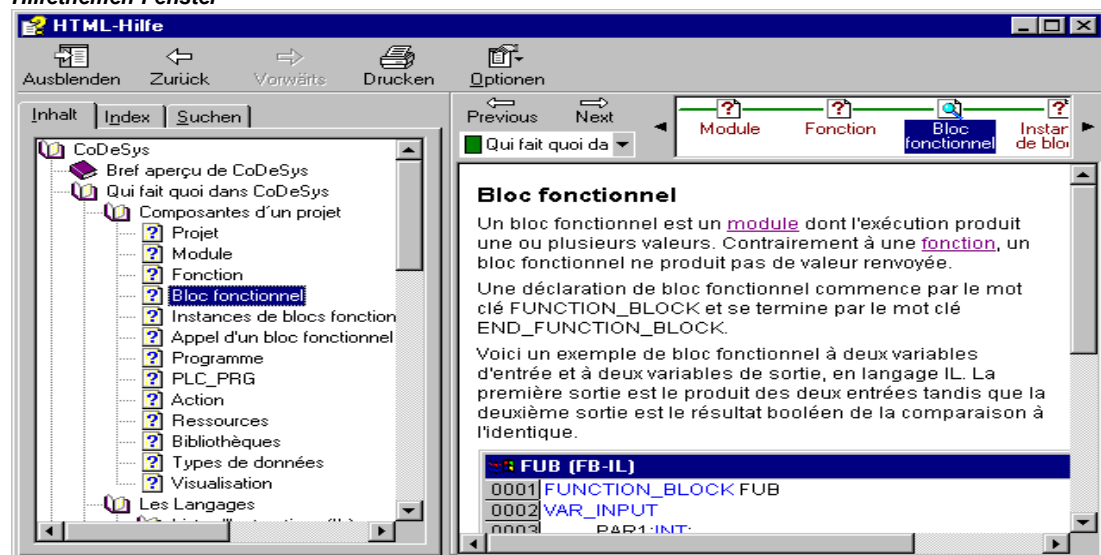 Hilfethemen-Fenster
HTML-Hilfe
Ausblenden Zurück Vorwärts Drucken Optionen
Inhalt Index Suchen
CoDeSys
Bref aperçu de CoDeSys
Qui fait quoi dans CoDeSys
Composantes d'un projet
Projet
Module
Fonction
Bloc fonctionnel
Instances de blocs fonction
Appel d'un bloc fonctionnel
Programme
PLC_PRG
Action
Ressources
Bibliothèques
Types de données
Visualisation
Les Langages
Previous Next
Qui fait quoi da
Module Fonction Bloc
fonctionnel
Instar
de blo
Bloc fonctionnel
Un bloc fonctionnel est un module dont l'exécution produit
une ou plusieurs valeurs. Contrairement à une fonction, un
bloc fonctionnel ne produit pas de valeur renvoyée.
Une déclaration de bloc fonctionnel commence par le mot
clé FUNCTION_BLOCK et se termine par le mot clé
END_FUNCTION_BLOCK.
Voici un exemple de bloc fonctionnel à deux variables
d'entrée et à deux variables de sortie, en langage IL. La
première sortie est le produit des deux entrées tandis que la
deuxième sortie est le résultat booléen de la comparaison à
l'identique.
FUB (FB-IL)
0001 FUNCTION_BLOCK FUB
0002 VAR_INPUT
0003 PAR1:INT;